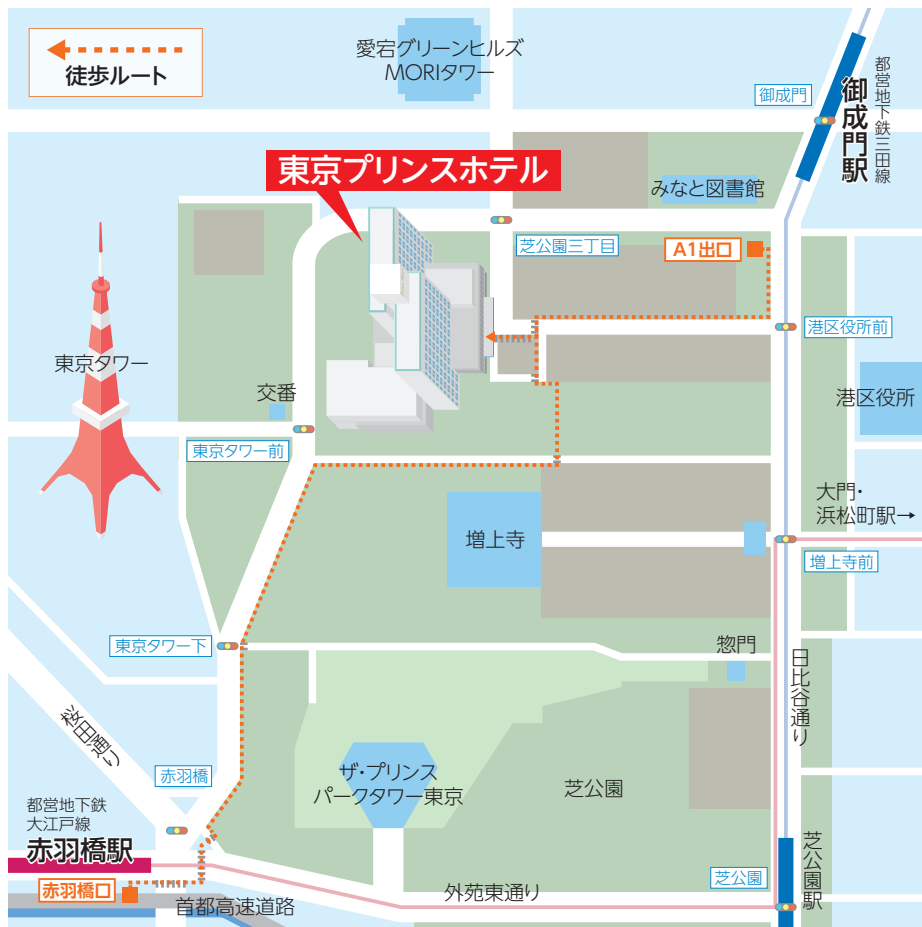 徒歩ルート
愛宕グリーンヒルズ
MORIタワー
御成門
御成門駅
都営地下鉄三田線
東京プリンスホテル
みなと図書館
芝公園三丁目
A1出口
港区役所前
東京タワー
交番
港区役所
東京タワー前
大門・
浜松町駅→
増上寺
増上寺前
東京タワー下
惣門
日比谷通り
桜田通り
赤羽橋
ザ・プリンス
パークタワー東京
芝公園
都営地下鉄
大江戸線
赤羽橋駅
赤羽橋口
首都高速道路
外苑東通り
芝公園
芝公園駅